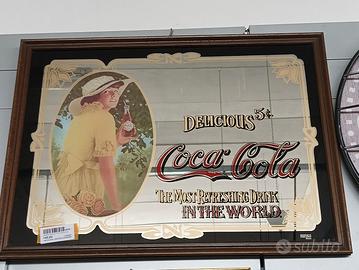 DELICIOUS 5¢
Coca-Cola
THE MOST REFRESHING DRINK
IN THE WORLD
subito